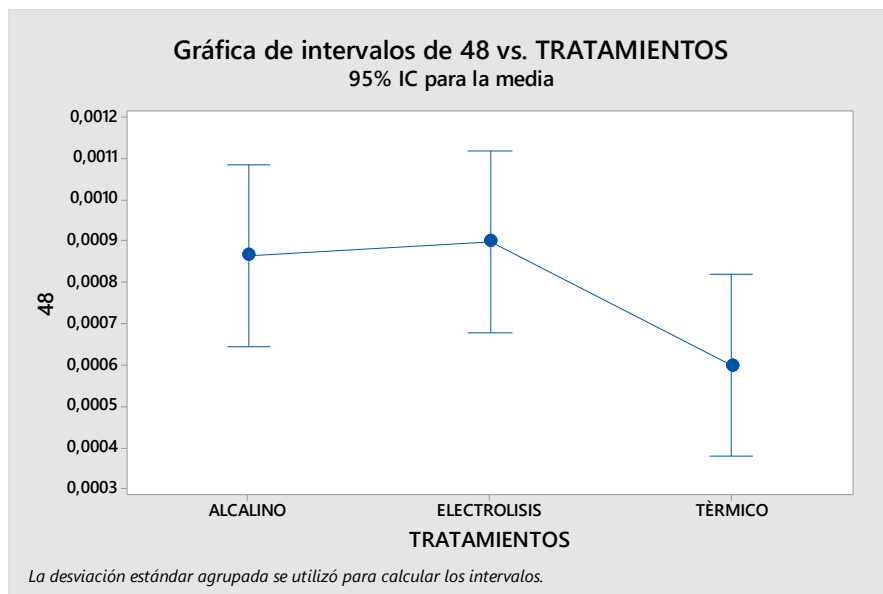 Gráfica de intervalos de 48 vs. TRATAMIENTOS
95% IC para la media
0,0012
0,0011
0,0010
0,0009
0,0008
0,0007
0,0006
0,0005
0,0004
0,0003
48
ALCALINO
ELECTROLISIS
TÈRMICO
TRATAMIENTOS
La desviación estándar agrupada se utilizó para calcular los intervalos.